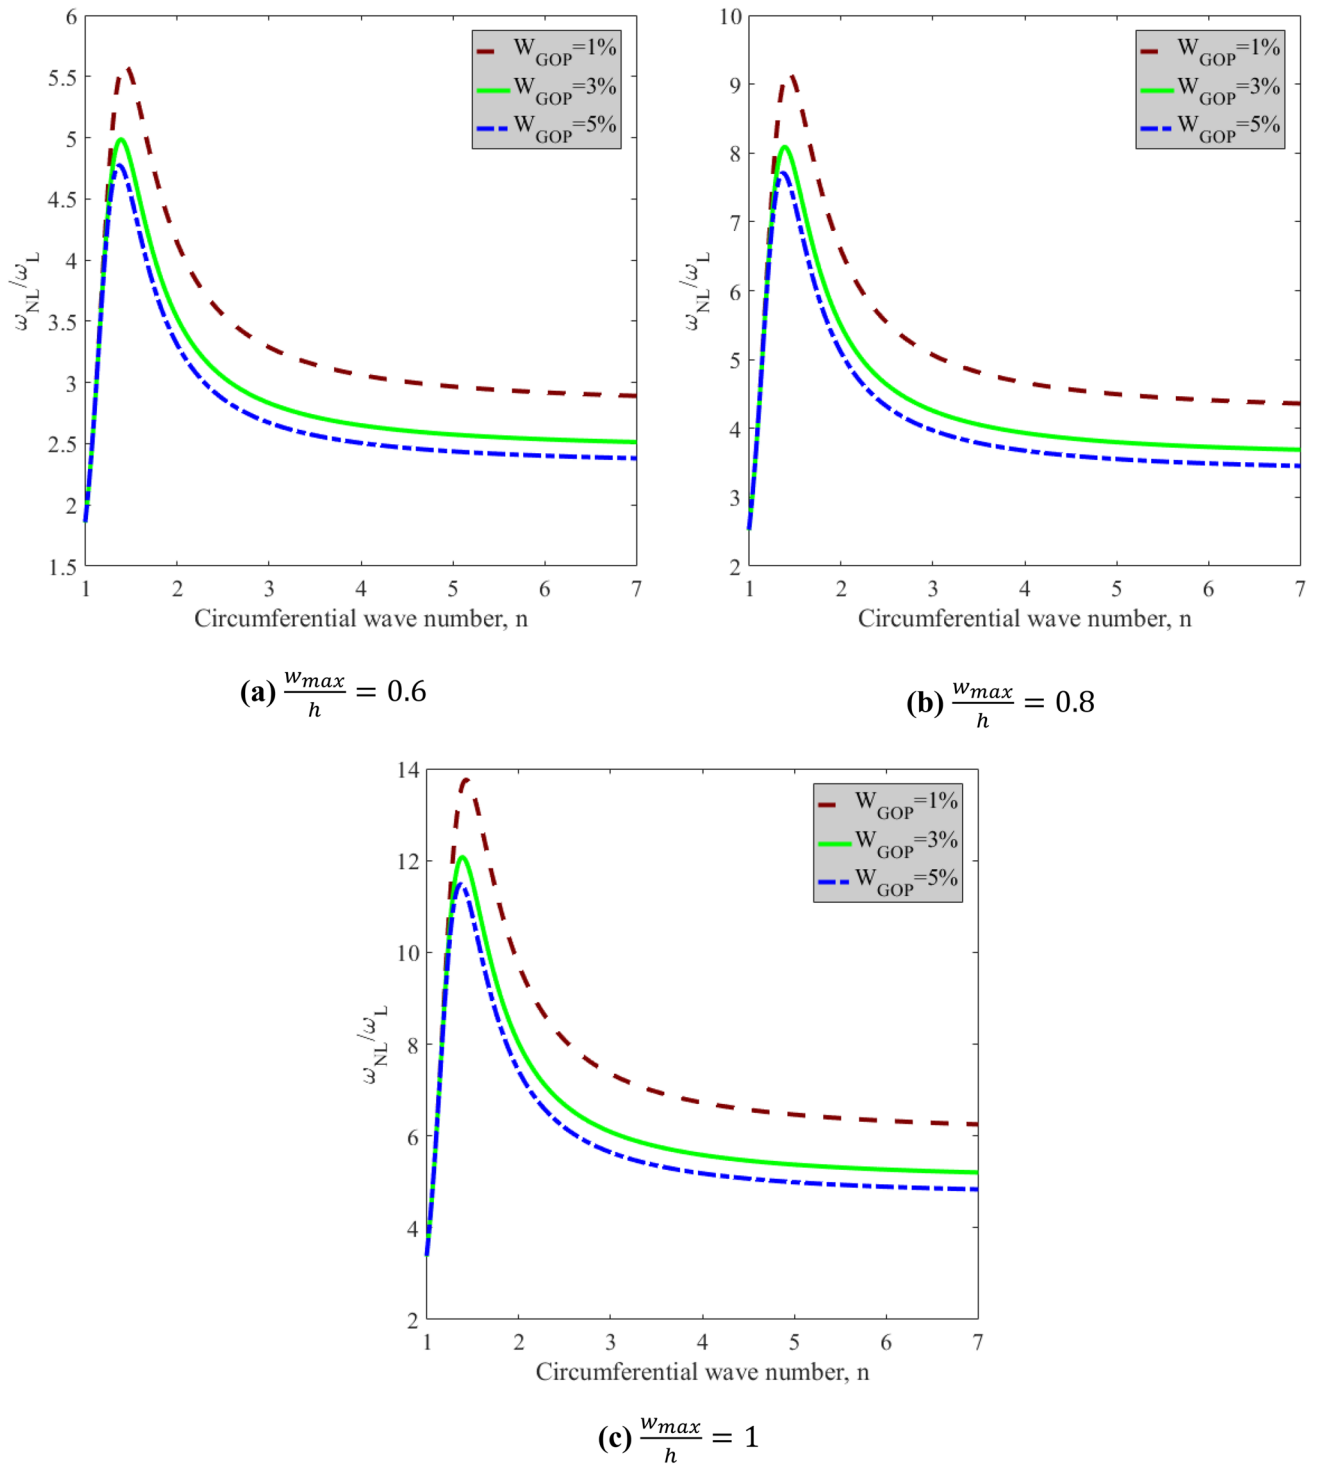 6
5.5
5
4.5
4
3.5
3
2.5
2
1.5
ω_NL/ω_L
1 2 3 4 5 6 7
Circumferential wave number, n
W_GOP=1%
W_GOP=3%
W_GOP=5%
(a) w_max/h = 0.6
10
9
8
7
6
5
4
3
2
ω_NL/ω_L
1 2 3 4 5 6 7
Circumferential wave number, n
W_GOP=1%
W_GOP=3%
W_GOP=5%
(b) w_max/h = 0.8
14
12
10
8
6
4
2
ω_NL/ω_L
1 2 3 4 5 6 7
Circumferential wave number, n
W_GOP=1%
W_GOP=3%
W_GOP=5%
(c) w_max/h = 1